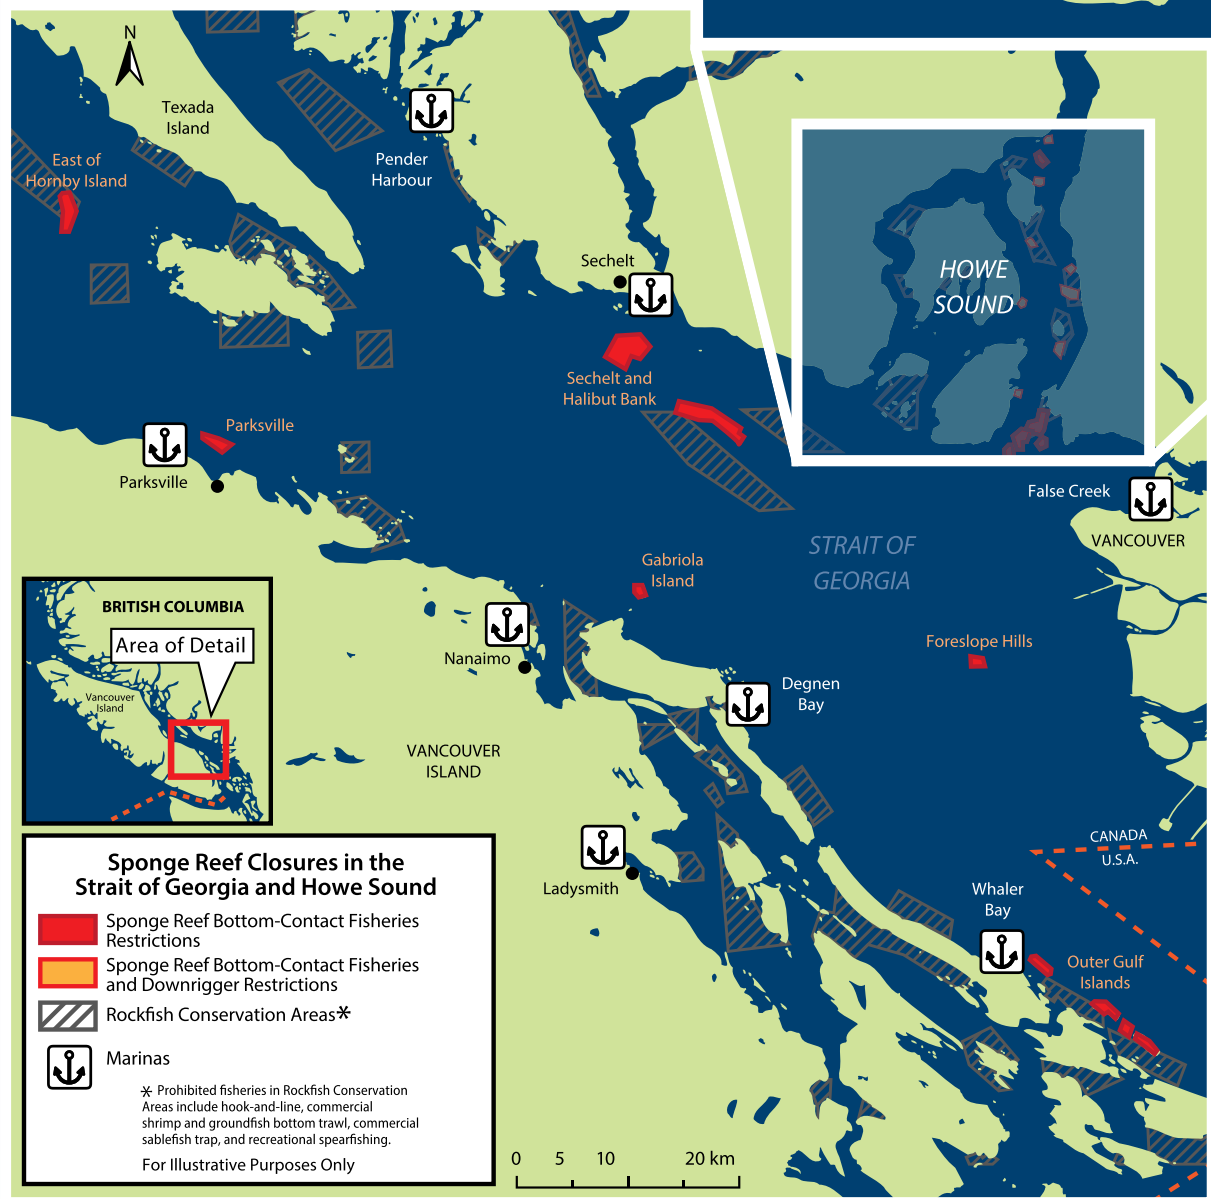 N
Texada
Island
East of
Hornby Island
Pender
Harbour
Sechelt
HOWE
SOUND
Sechelt and
Halibut Bank
Parksville
Parksville
False Creek
VANCOUVER
STRAIT OF
GEORGIA
Gabriola
Island
Foreslope Hills
Nanaimo
Degnen
Bay
VANCOUVER
ISLAND
BRITISH COLUMBIA
Area of Detail
Vancouver
Island
CANADA
U.S.A.
Ladysmith
Whaler
Bay
Outer Gulf
Islands
Sponge Reef Closures in the
Strait of Georgia and Howe Sound
Sponge Reef Bottom-Contact Fisheries
Restrictions
Sponge Reef Bottom-Contact Fisheries
and Downrigger Restrictions
Rockfish Conservation Areas*
Marinas
* Prohibited fisheries in Rockfish Conservation
Areas include hook-and-line, commercial
shrimp and groundfish bottom trawl, commercial
sablefish trap, and recreational spearfishing.
For Illustrative Purposes Only
0 5 10 20 km